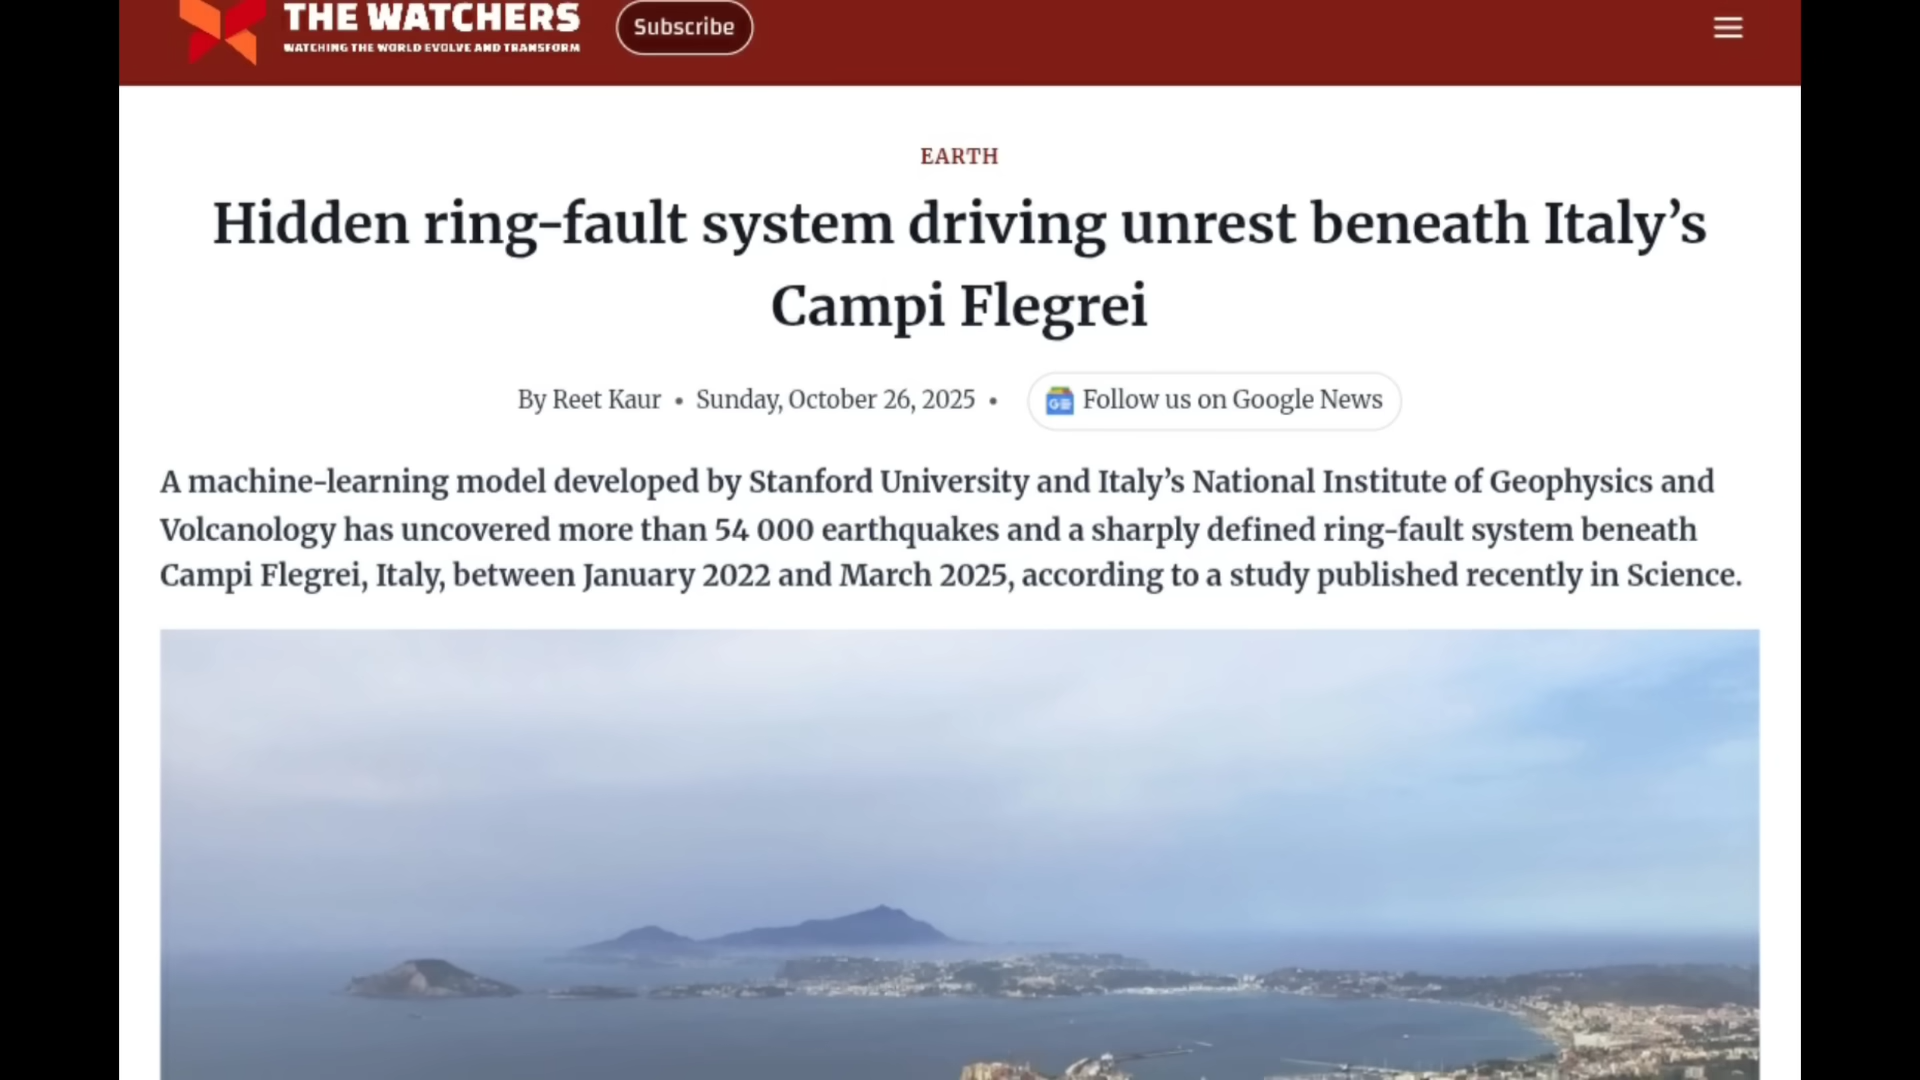 THE WATCHERS
WATCHING THE WORLD EVOLVE AND TRANSFORM
Subscribe
EARTH
Hidden ring-fault system driving unrest beneath Italy’s
Campi Flegrei
By Reet Kaur • Sunday, October 26, 2025 • Follow us on Google News
A machine-learning model developed by Stanford University and Italy’s National Institute of Geophysics and
Volcanology has uncovered more than 54 000 earthquakes and a sharply defined ring-fault system beneath
Campi Flegrei, Italy, between January 2022 and March 2025, according to a study published recently in Science.